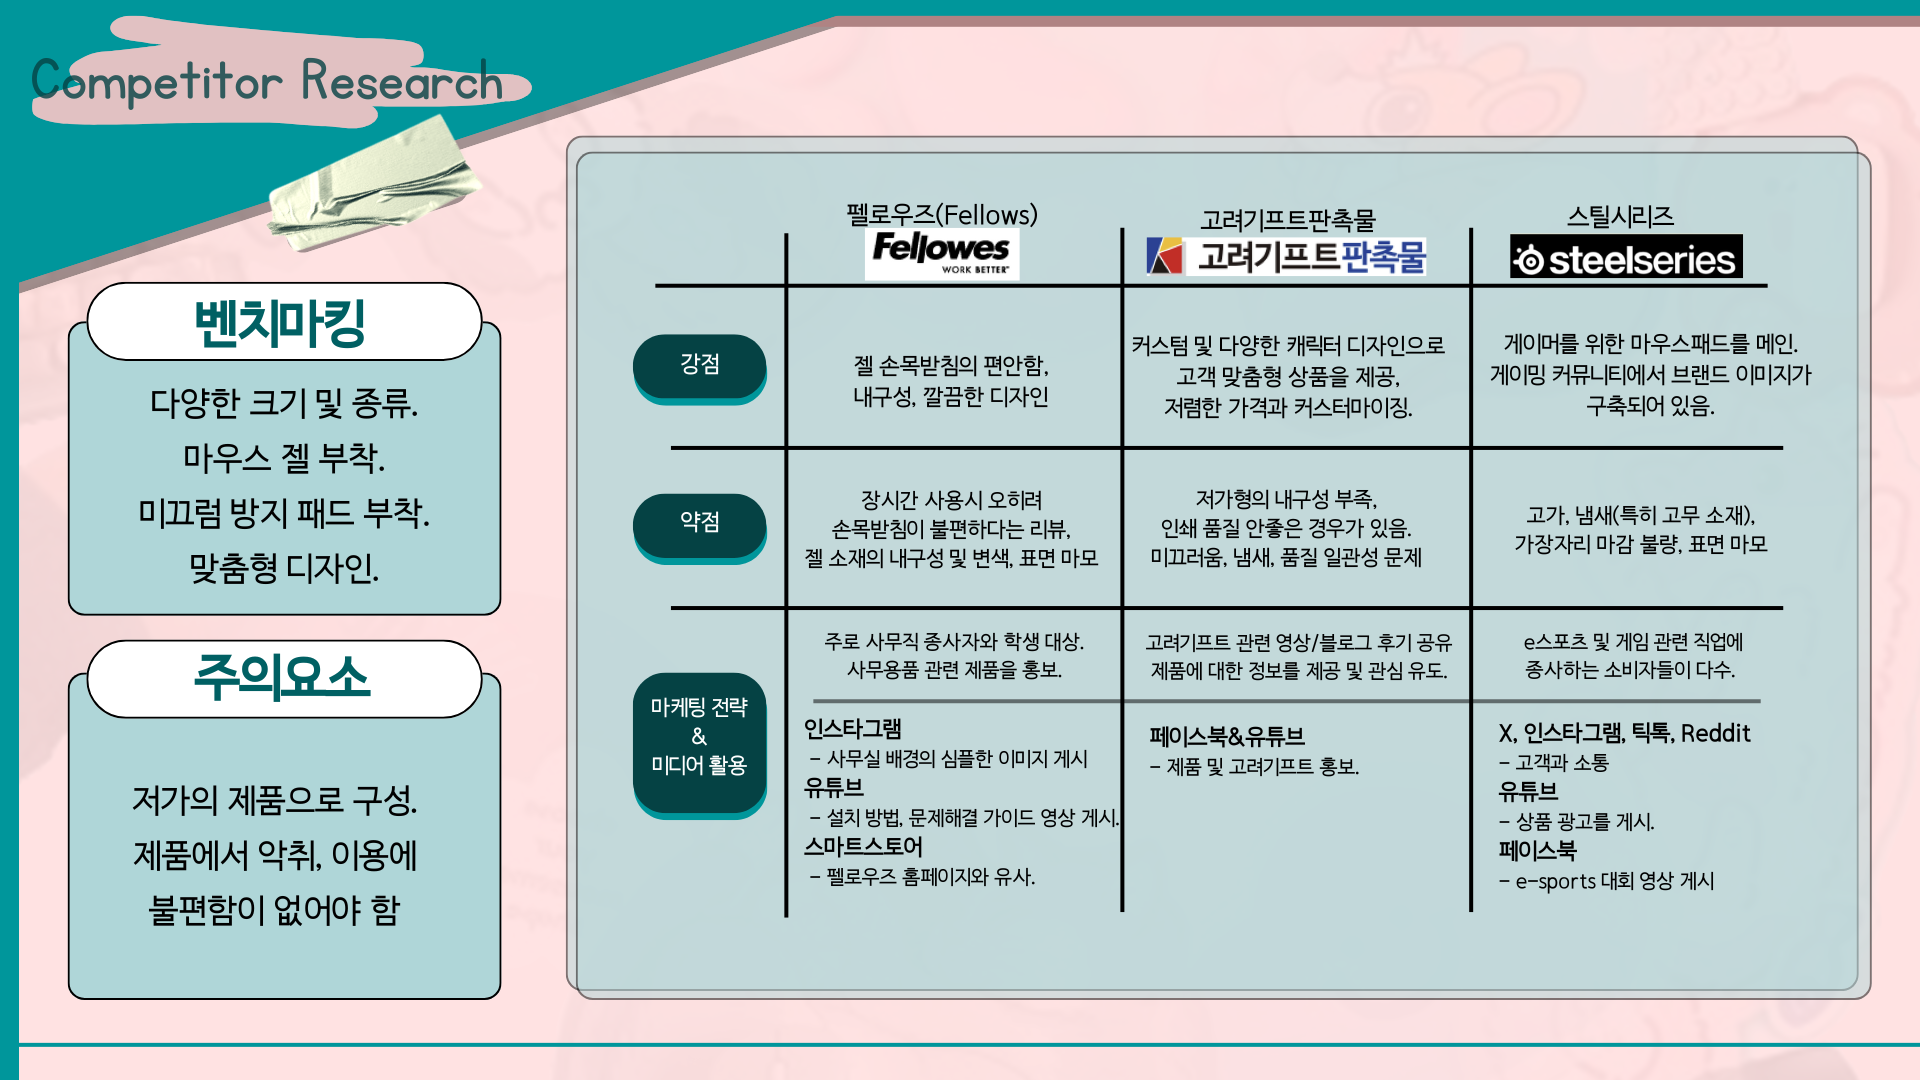 Competitor Research
벤치마킹
다양한 크기 및 종류.
마우스 젤 부착.
미끄럼 방지 패드 부착.
맞춤형 디자인.
주의요소
저가의 제품으로 구성.
제품에서 악취, 이용에
불편함이 없어야 함
펠로우즈(Fellows)
Fellowes
WORK BETTER™
고려기프트판촉물
고려기프트판촉물
스틸시리즈
steelseries
강점
젤 손목받침의 편안함,
내구성, 깔끔한 디자인
커스텀 및 다양한 캐릭터 디자인으로
고객 맞춤형 상품을 제공,
저렴한 가격과 커스터마이징.
게이머를 위한 마우스패드를 메인.
게이밍 커뮤니티에서 브랜드 이미지가
구축되어 있음.
약점
장시간 사용시 오히려
손목받침이 불편하다는 리뷰,
젤 소재의 내구성 및 변색, 표면 마모
저가형의 내구성 부족,
인쇄 품질 안좋은 경우가 있음.
미끄러움, 냄새, 품질 일관성 문제
고가, 냄새(특히 고무 소재),
가장자리 마감 불량, 표면 마모
마케팅 전략
&
미디어 활용
주로 사무직 종사자와 학생 대상.
사무용품 관련 제품을 홍보.
고려기프트 관련 영상/블로그 후기 공유
제품에 대한 정보를 제공 및 관심 유도.
e스포츠 및 게임 관련 직업에
종사하는 소비자들이 다수.
인스타그램
- 사무실 배경의 심플한 이미지 게시
유튜브
- 설치 방법, 문제해결 가이드 영상 게시.
스마트스토어
- 펠로우즈 홈페이지와 유사.
페이스북&유튜브
- 제품 및 고려기프트 홍보.
X, 인스타그램, 틱톡, Reddit
- 고객과 소통
유튜브
- 상품 광고를 게시.
페이스북
- e-sports 대회 영상 게시